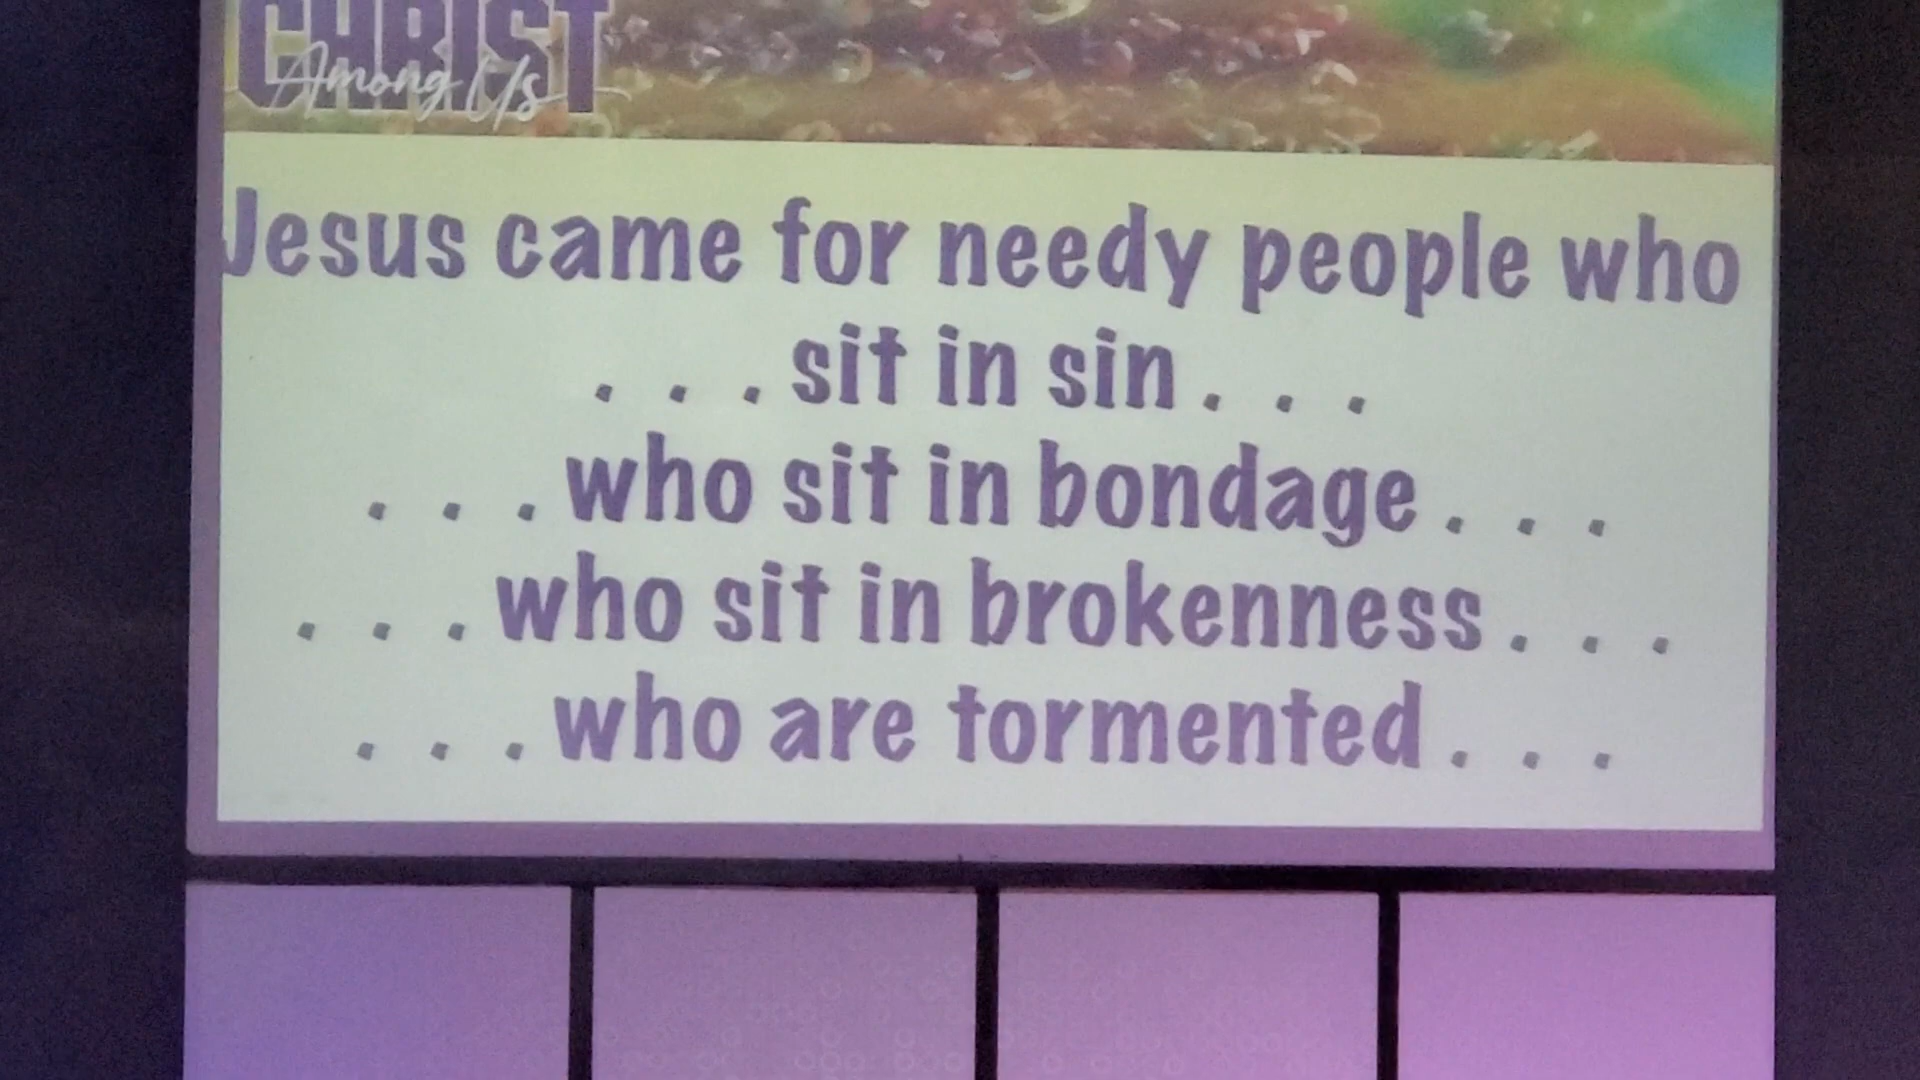 CHRIST
Among Us
Jesus came for needy people who
. . . sit in sin . . .
. . . who sit in bondage . . .
. . . who sit in brokenness . . .
. . . who are tormented . . .